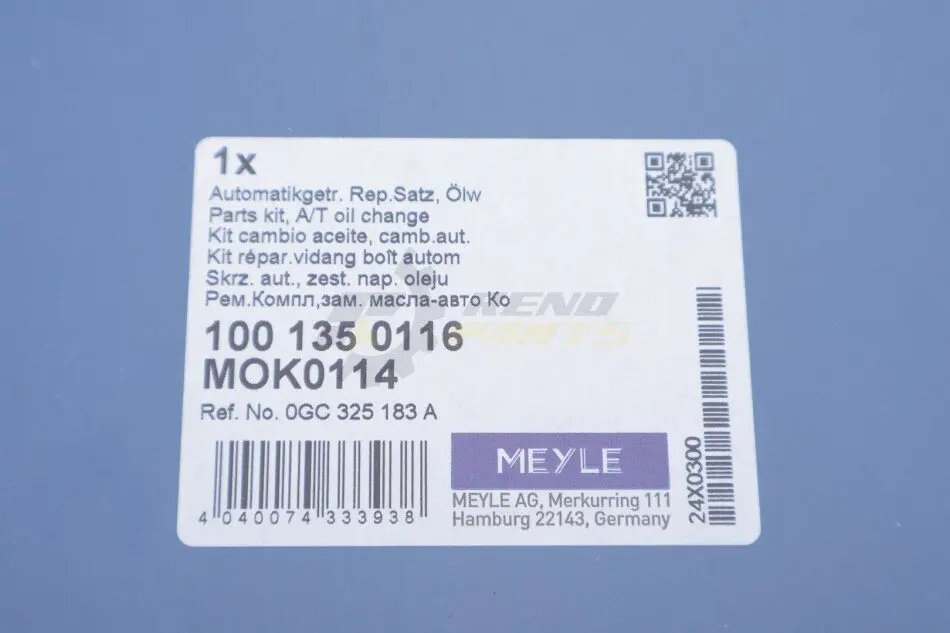 1x
Automatikgetr. Rep.Satz, Ölw
Parts kit, A/T oil change
Kit cambio aceite, camb.aut.
Kit répar.vidang boît autom
Skrz. aut., zest. nap. oleju
Рем.Компл,зам. масла-авто Ко
RENO
PARTS
100 135 0116
MOK0114
Ref. No. 0GC 325 183 A
4 040074 333938
MEYLE
MEYLE AG, Merkurring 111
Hamburg 22143, Germany
24X0300